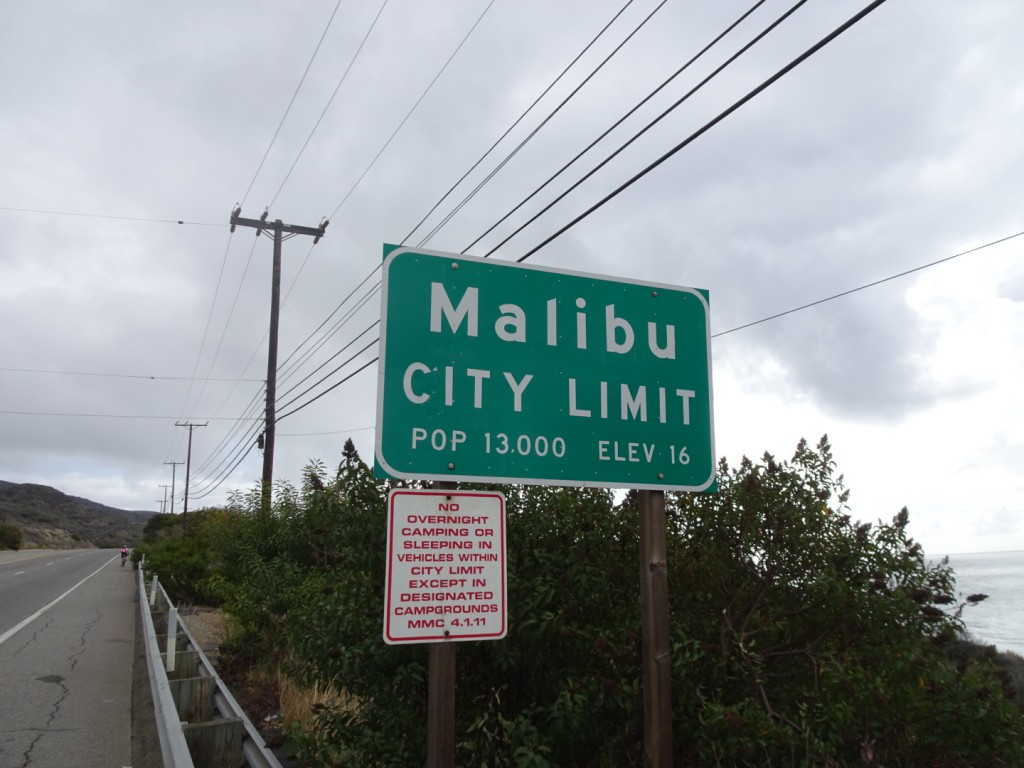 Malibu
CITY LIMIT
POP 13,000 ELEV 16
NO
OVERNIGHT
CAMPING OR
SLEEPING IN
VEHICLES WITHIN
CITY LIMIT
EXCEPT IN
DESIGNATED
CAMPGROUNDS
MMC 4.1.11